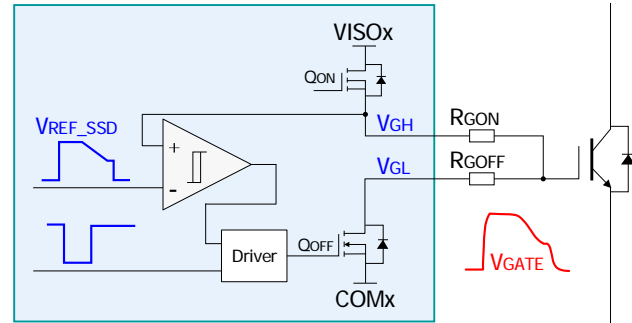 VISOx
QON
VREF_SSD
+
-
VGH
RGON
VGL
RGOFF
Driver
QOFF
COMx
VGATE